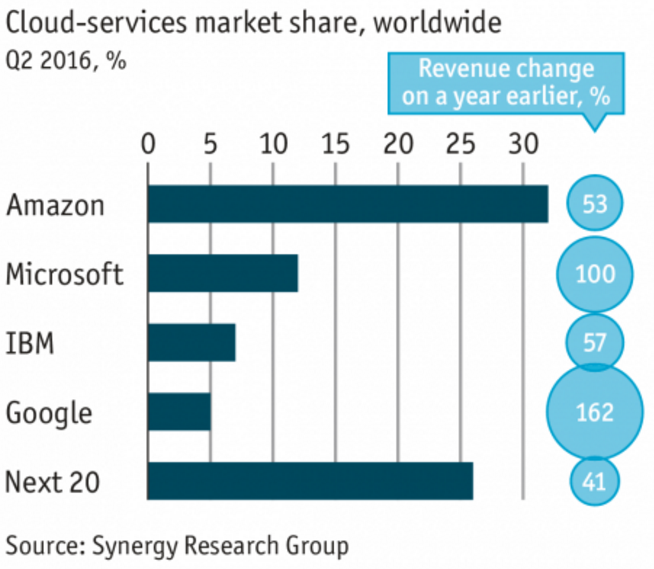 Cloud-services market share, worldwide
Q2 2016, %
Revenue change
on a year earlier, %
0 5 10 15 20 25 30
Amazon 53
Microsoft 100
IBM 57
Google 162
Next 20 41
Source: Synergy Research Group